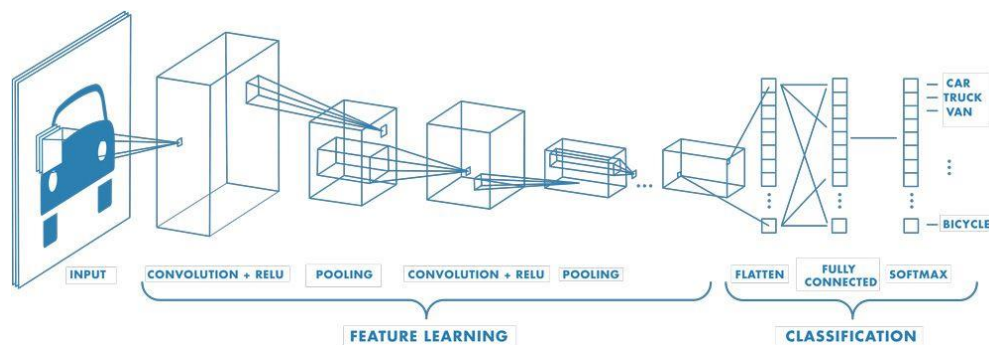 CAR
TRUCK
VAN
BICYCLE
INPUT
CONVOLUTION + RELU
POOLING
CONVOLUTION + RELU
POOLING
FLATTEN
FULLY
CONNECTED
SOFTMAX
FEATURE LEARNING
CLASSIFICATION